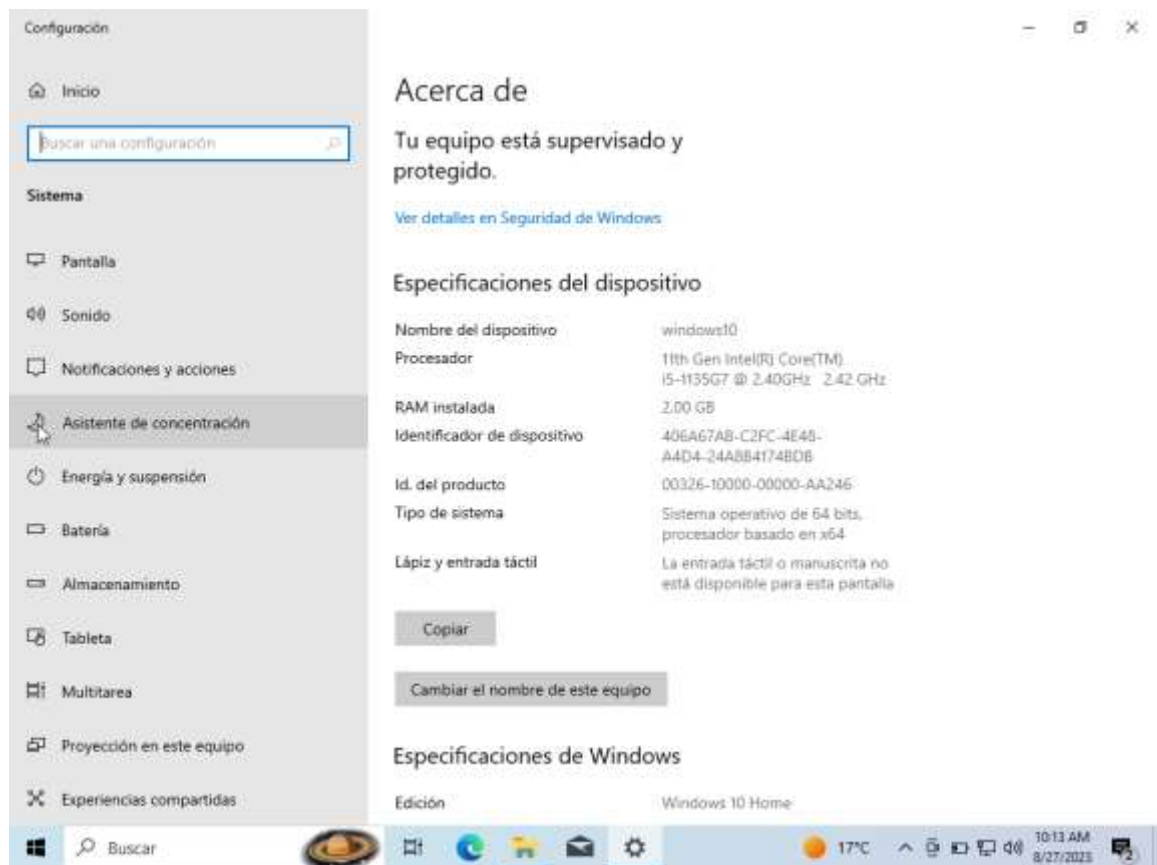 Configuración
Inicio
Buscar una configuración
Sistema
Pantalla
Sonido
Notificaciones y acciones
Asistente de concentración
Energía y suspensión
Batería
Almacenamiento
Tableta
Multitarea
Proyección en este equipo
Experiencias compartidas
Acerca de
Tu equipo está supervisado y
protegido.
Ver detalles en Seguridad de Windows
Especificaciones del dispositivo
Nombre del dispositivo windows10
Procesador 11th Gen Intel(R) Core(TM)
i5-1135G7 @ 2.40GHz 2.42 GHz
RAM instalada 2,00 GB
Identificador de dispositivo 406A67AB-C2FC-4E48-
A4D4-24A8B4174BDB
Id. del producto 00326-10000-00000-AA246
Tipo de sistema Sistema operativo de 64 bits,
procesador basado en x64
Lápiz y entrada táctil La entrada táctil o manuscrita no
está disponible para esta pantalla
Copiar
Cambiar el nombre de este equipo
Especificaciones de Windows
Edición Windows 10 Home
Buscar
17°C
10:13 AM
8/27/2023
2